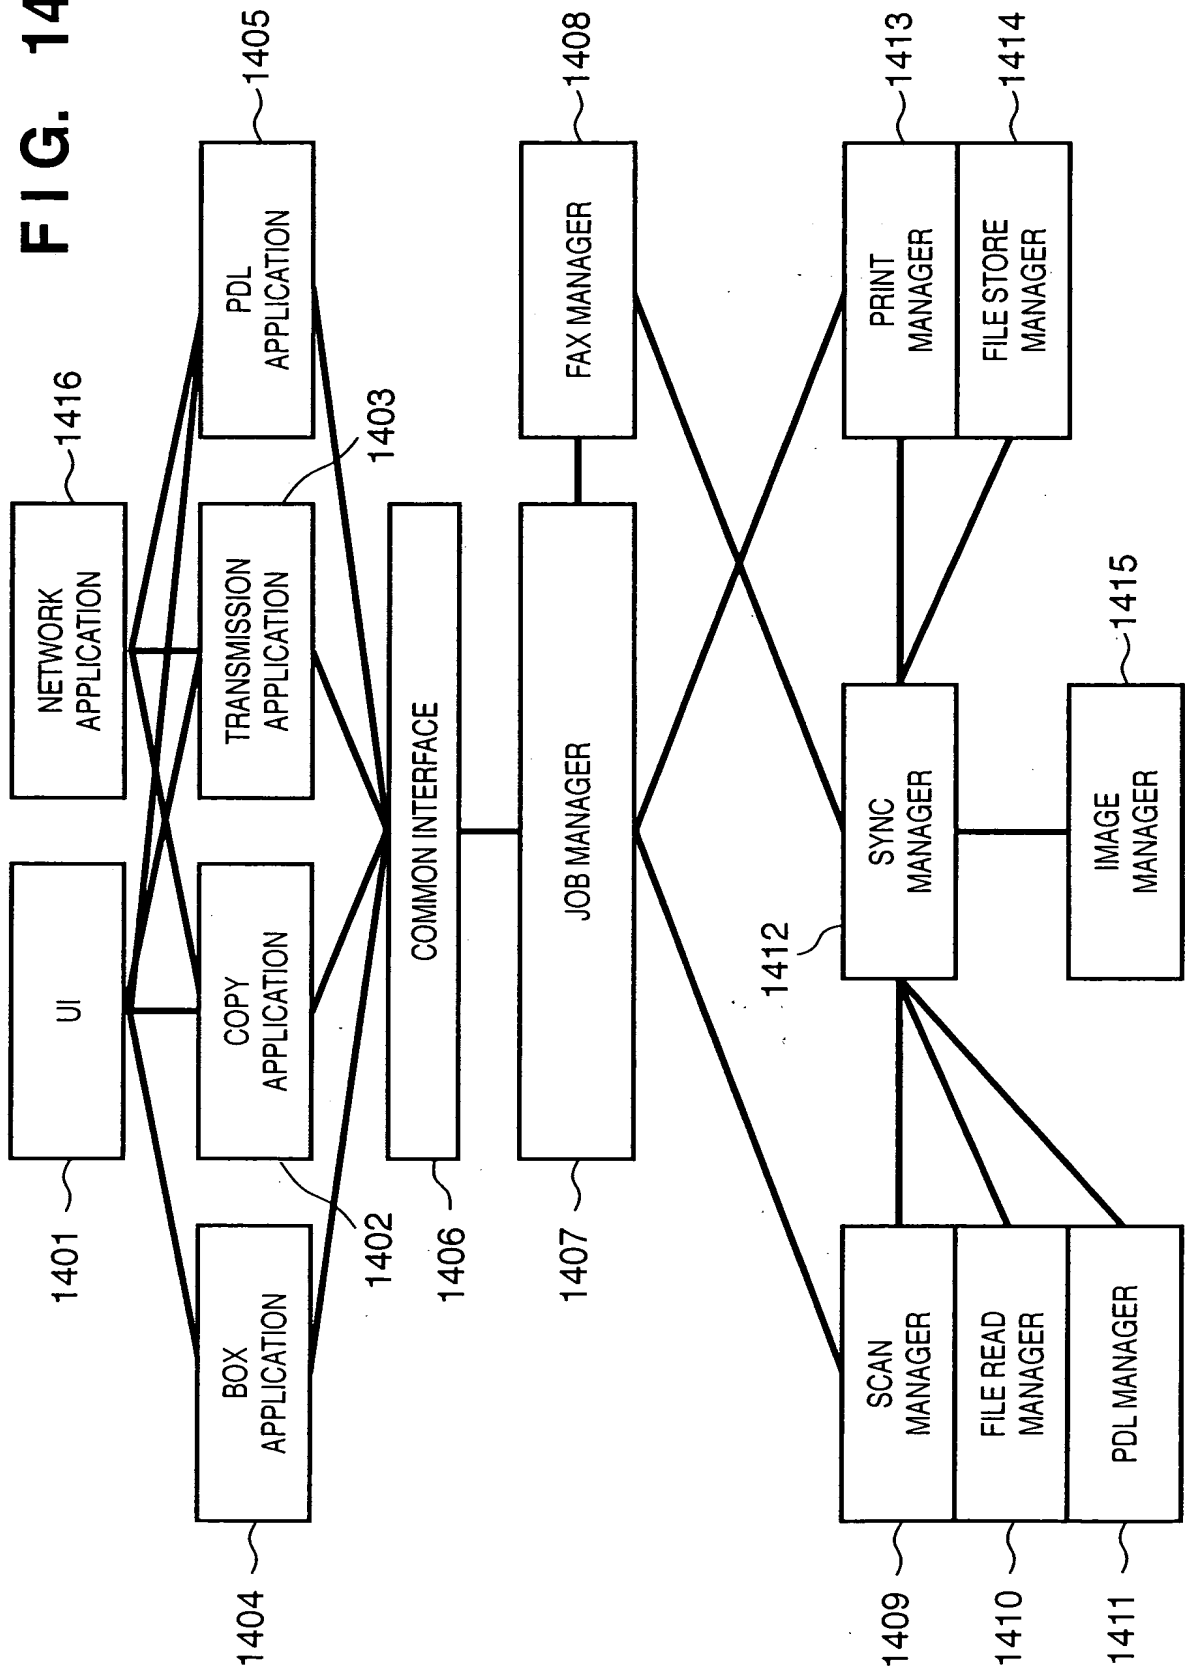 FIG. 14
UI
1401
NETWORK
APPLICATION
1416
BOX
APPLICATION
1404
COPY
APPLICATION
1402
TRANSMISSION
APPLICATION
1403
PDL
APPLICATION
1405
COMMON INTERFACE
1406
JOB MANAGER
1407
FAX MANAGER
1408
SCAN
MANAGER
1409
FILE READ
MANAGER
1410
PDL MANAGER
1411
SYNC
MANAGER
1412
PRINT
MANAGER
1413
FILE STORE
MANAGER
1414
IMAGE
MANAGER
1415